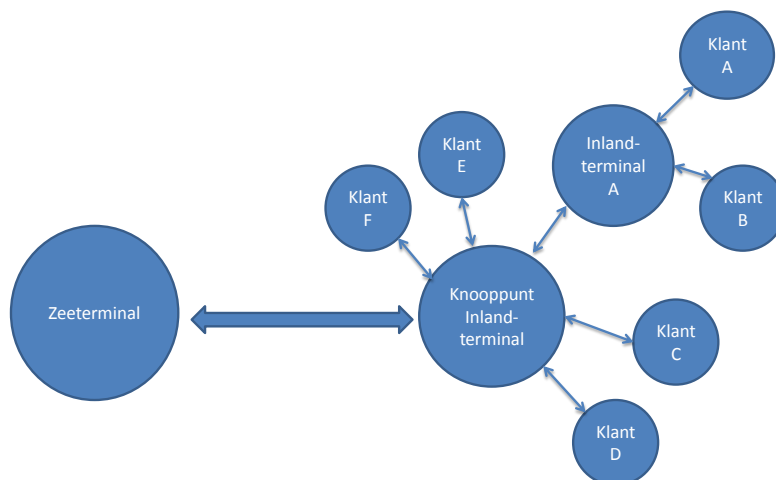 Klant
A
Inland-
terminal
A
Klant
B
Klant
E
Klant
F
Zeeterminal
Knooppunt
Inland-
terminal
Klant
C
Klant
D